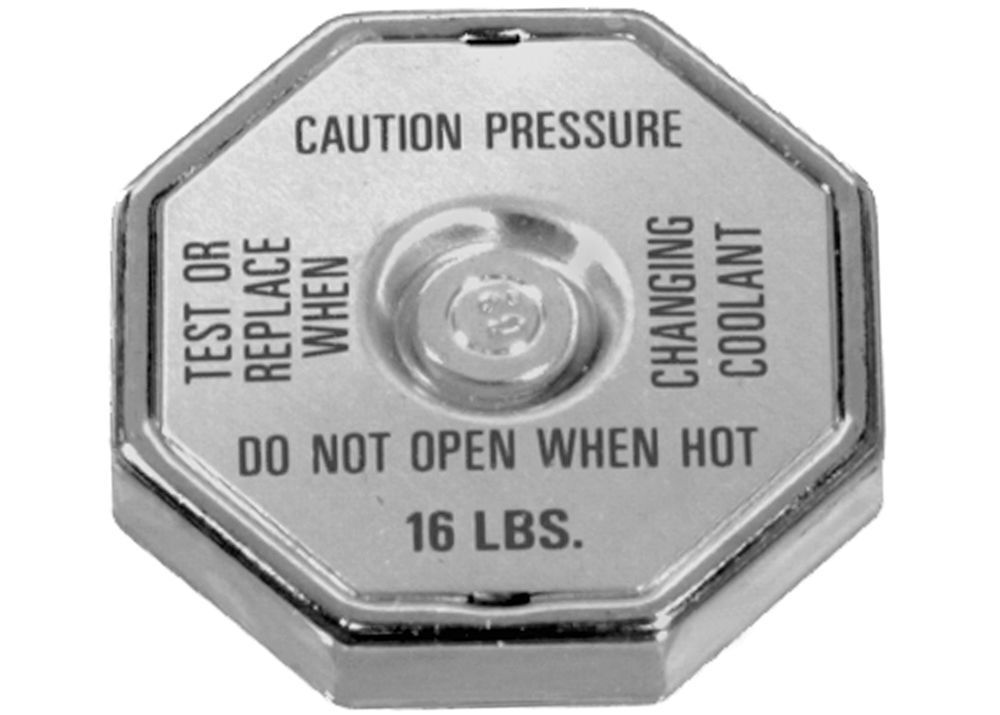 CAUTION PRESSURE
TEST OR
REPLACE
WHEN
CHANGING
COOLANT
DO NOT OPEN WHEN HOT
16 LBS.